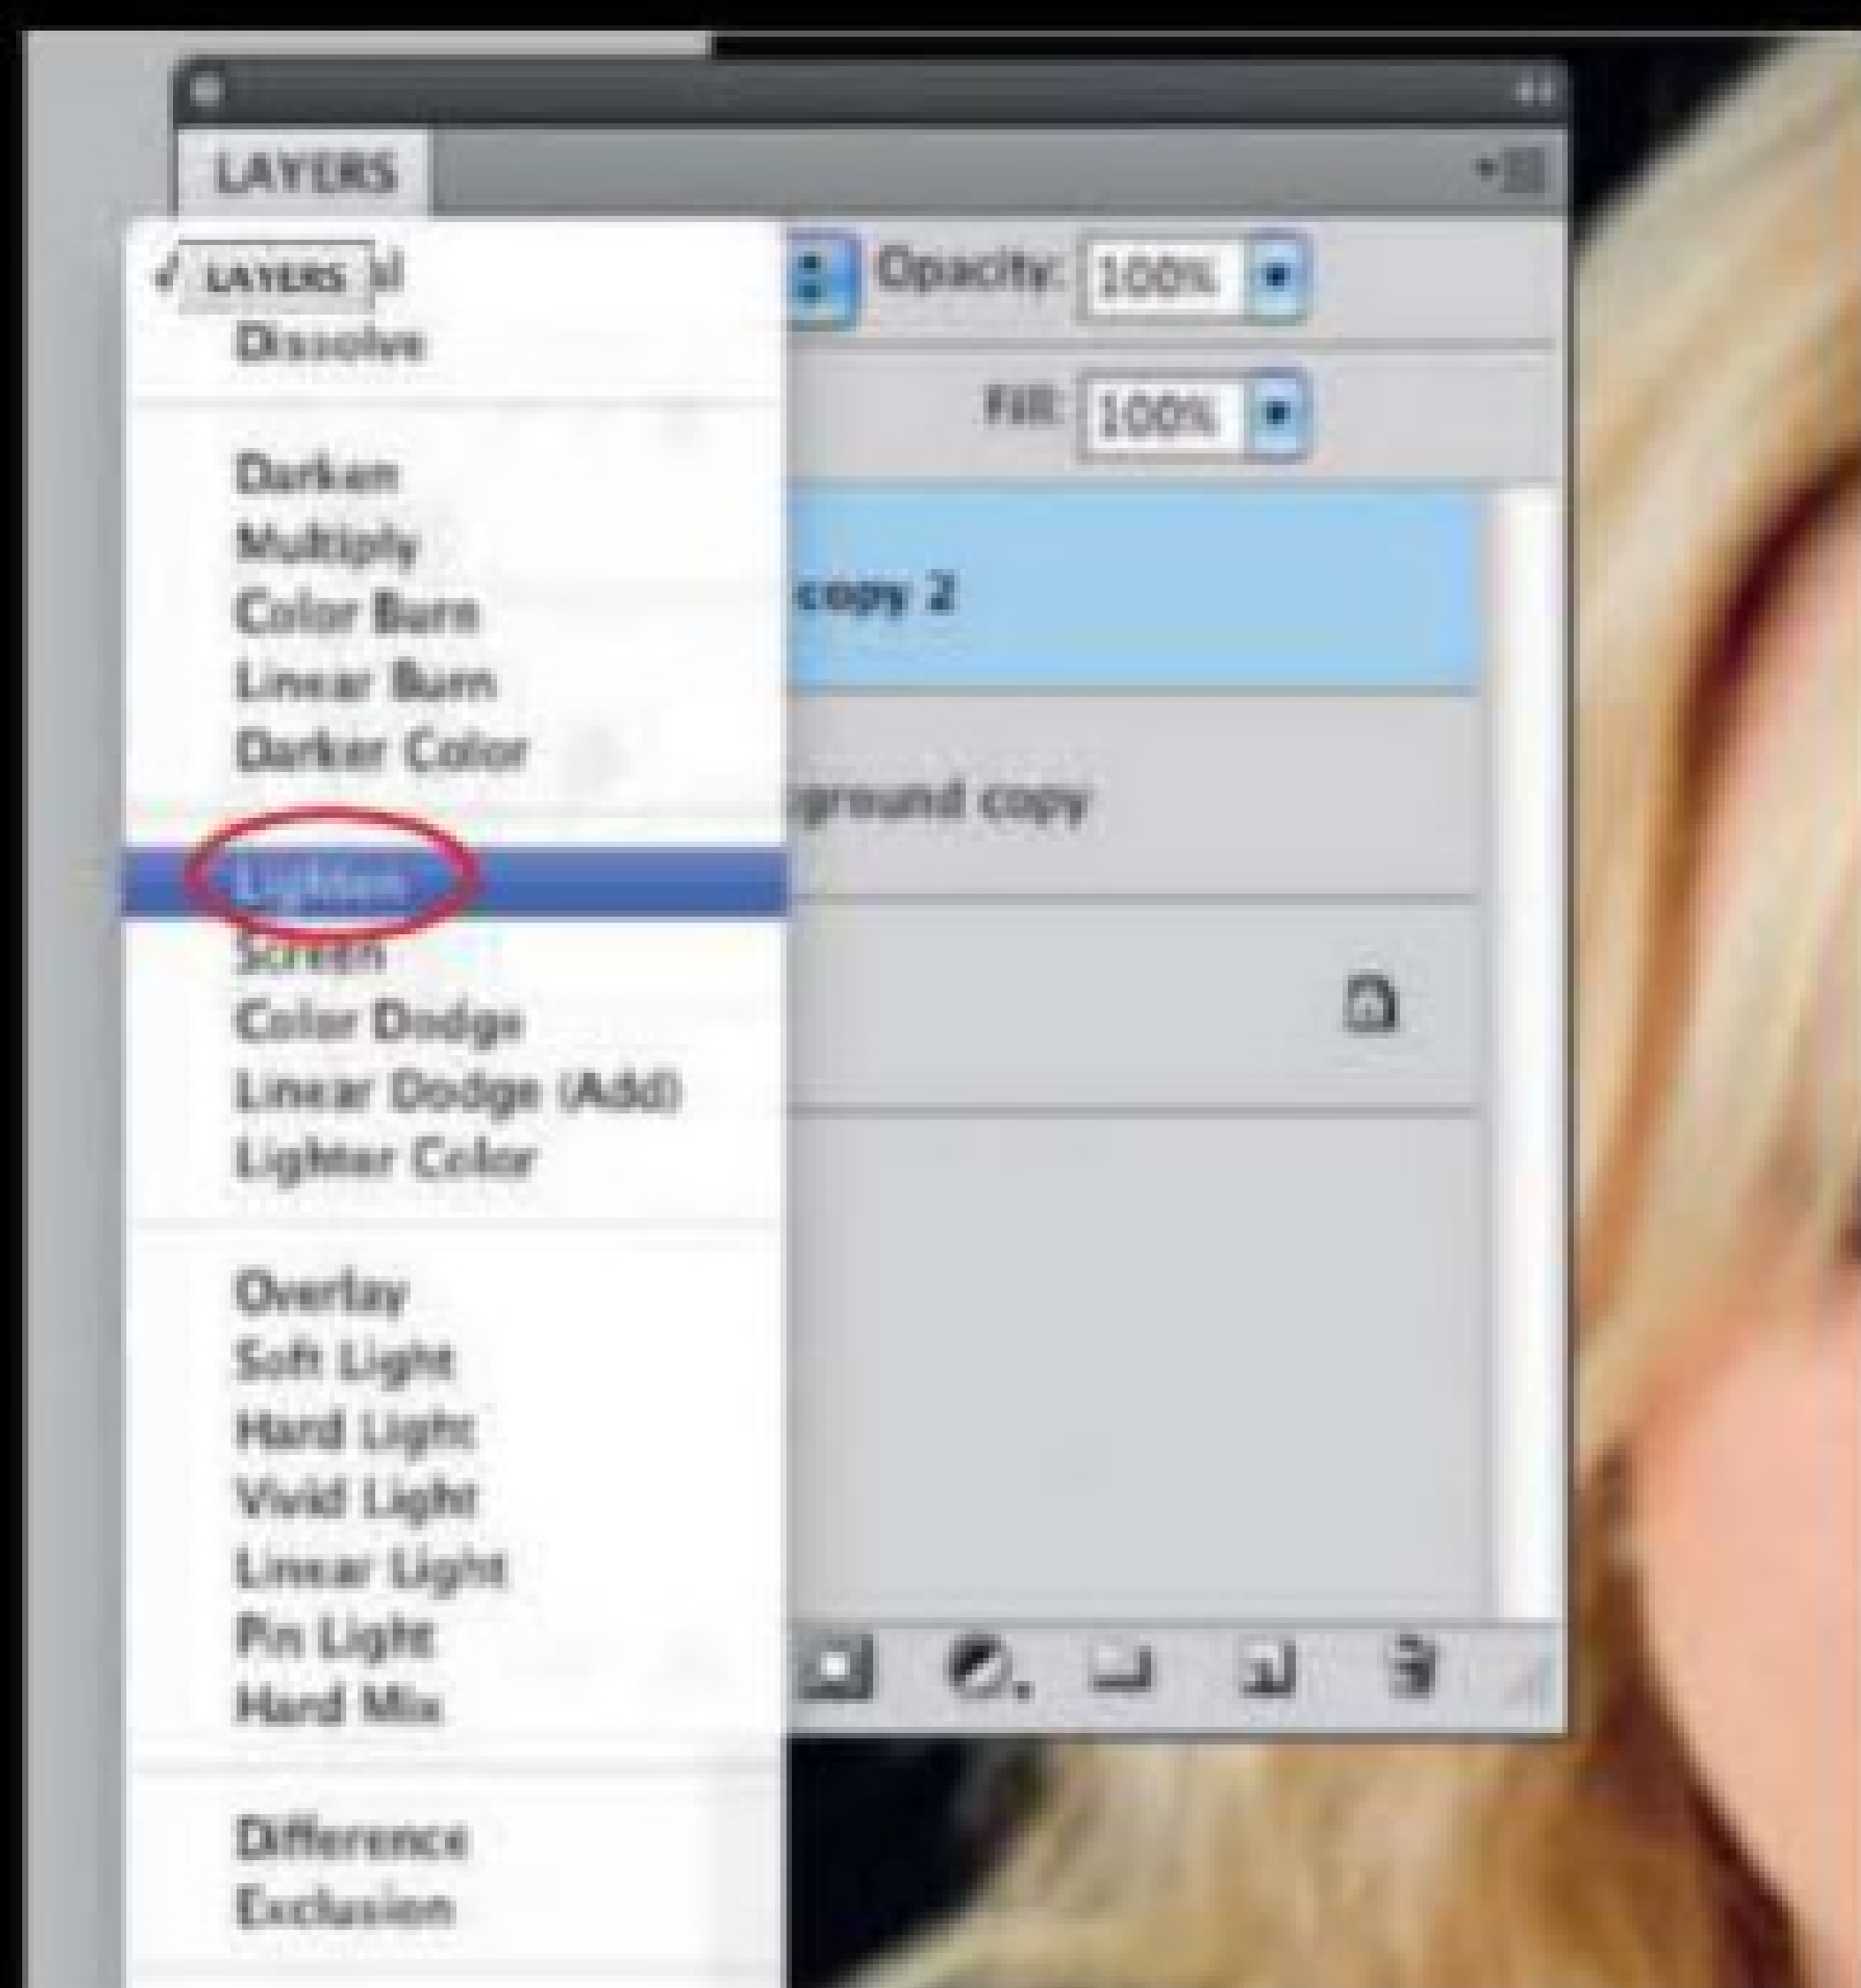 LAYERS
LAYERS al
Opacity: 100%
Dissolve
Fill: 100%
Darken
Multiply
Color Burn
copy 2
Linear Burn
Darker Color
ground copy
Lighten
Screen
Color Dodge
Linear Dodge (Add)
Lighter Color
Overlay
Soft Light
Hard Light
Vivid Light
Linear Light
Pin Light
Hard Mix
Difference
Exclusion